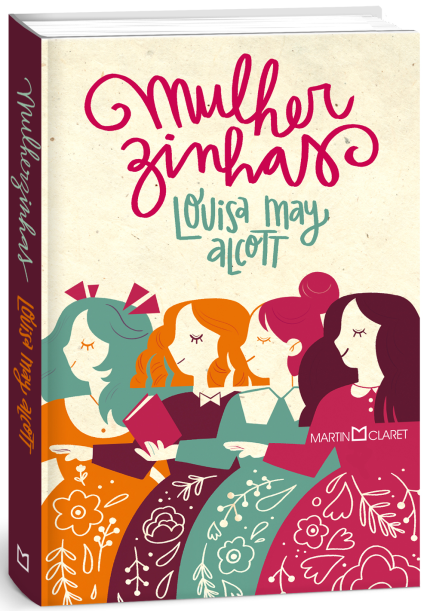 Mulher
zinhas
Louisa May
Alcott
MARTIN CLARET
Mulherzinhas
Louisa May Alcott